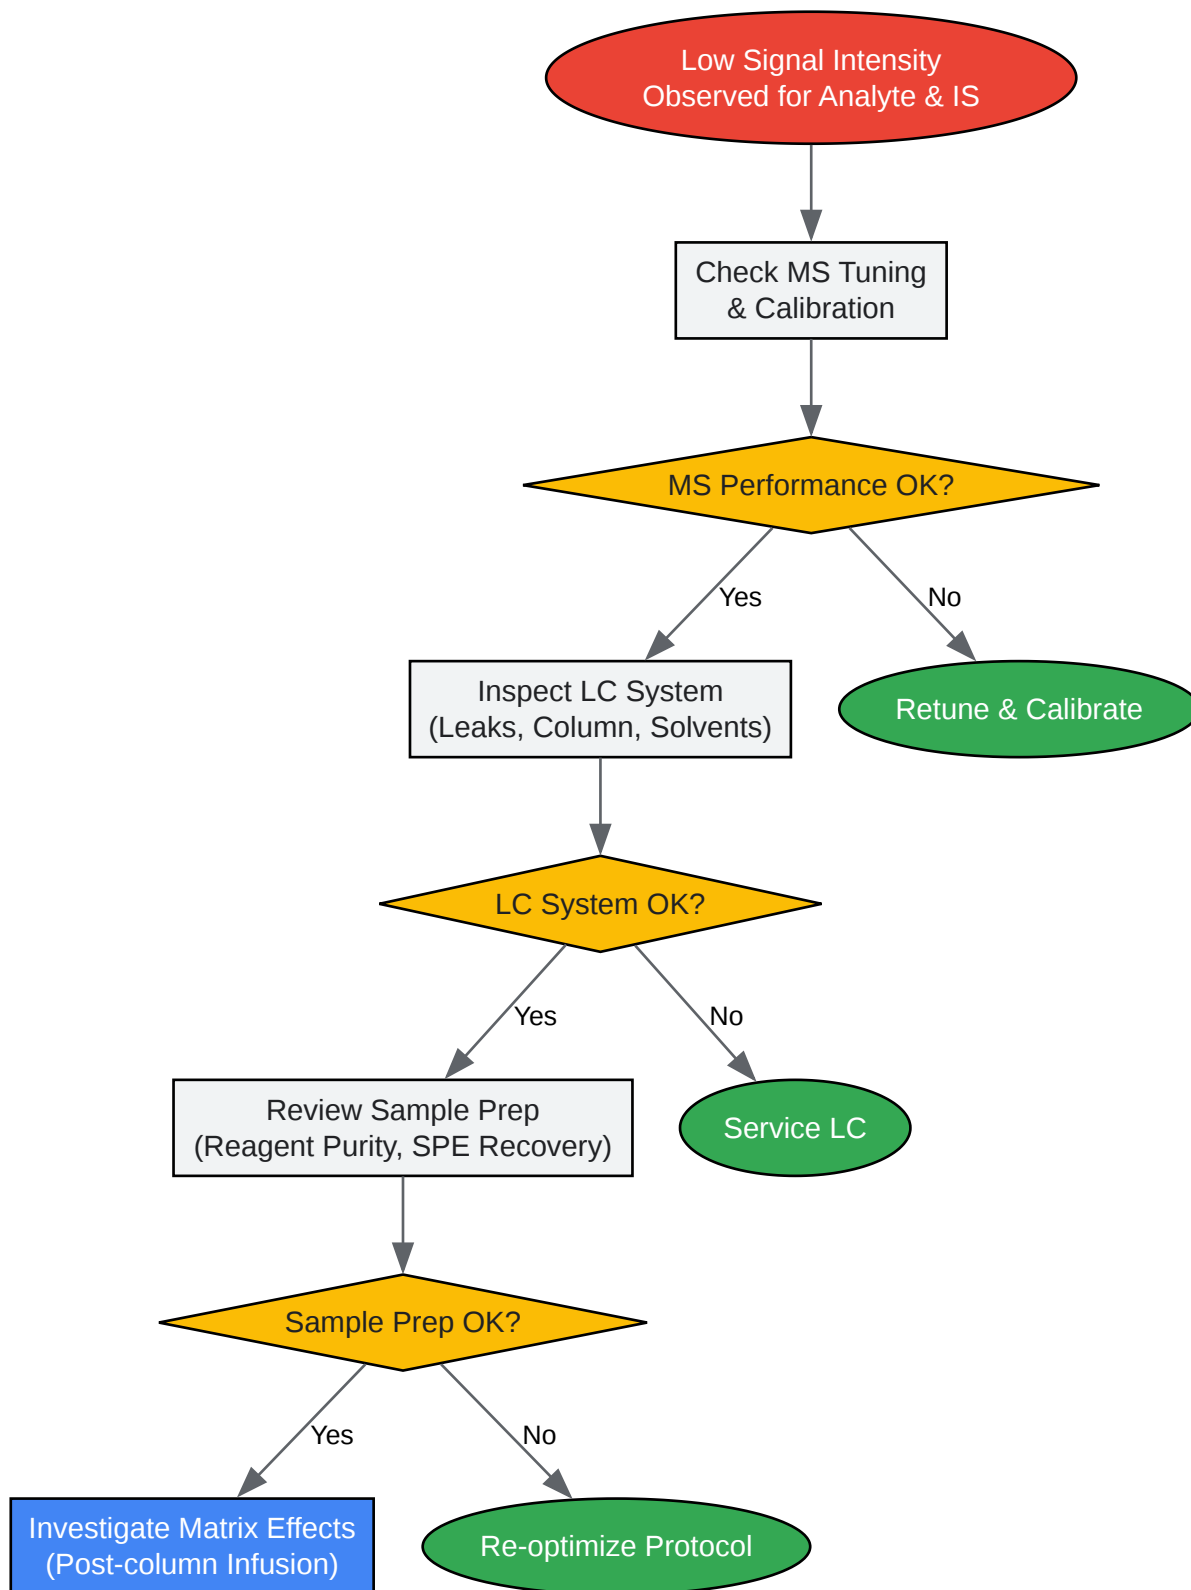 Low Signal Intensity
Observed for Analyte & IS
Check MS Tuning
& Calibration
MS Performance OK?
Yes
No
Inspect LC System
(Leaks, Column, Solvents)
Retune & Calibrate
LC System OK?
Yes
No
Review Sample Prep
(Reagent Purity, SPE Recovery)
Service LC
Sample Prep OK?
Yes
No
Investigate Matrix Effects
(Post-column Infusion)
Re-optimize Protocol